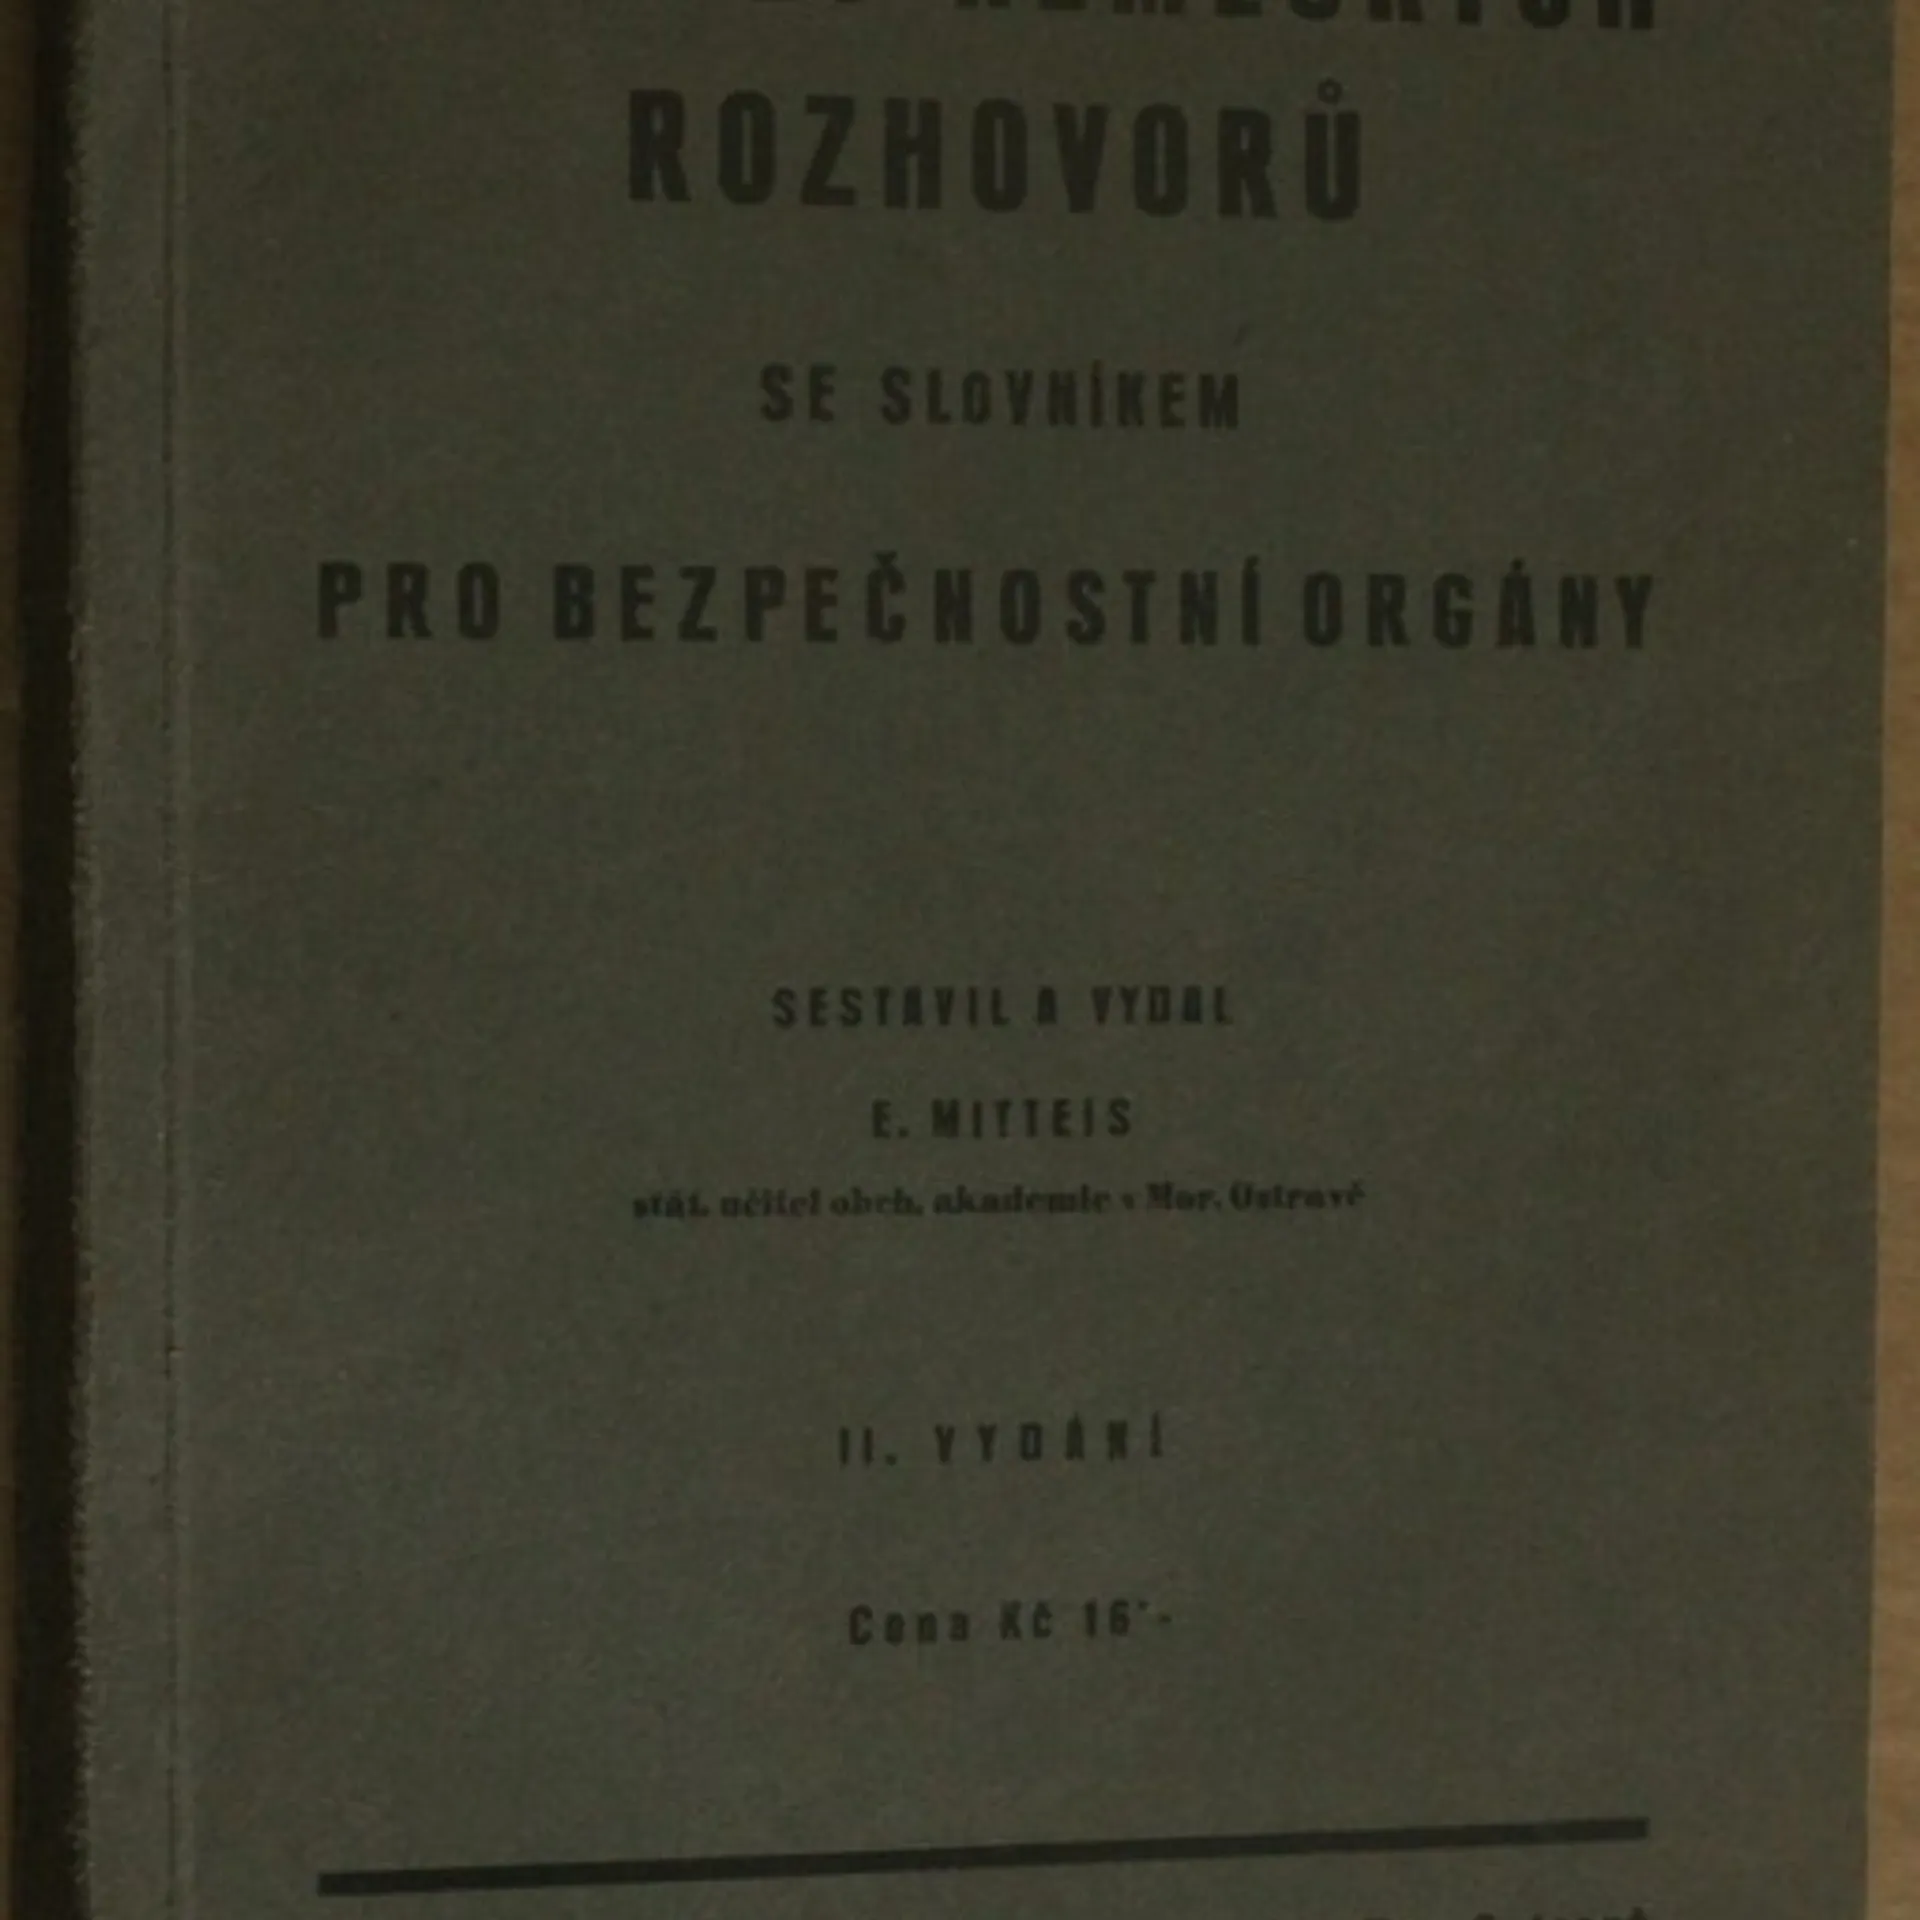 NĚMECKÝCH
ROZHOVORŮ
SE SLOVNÍKEM
PRO BEZPEČNOSTNÍ ORGÁNY
SESTAVIL A VYDAL
E. MITTEIS
stát. učitel obch. akademie v Mor. Ostravě
II. VYDÁNÍ
Cena Kč 16·-